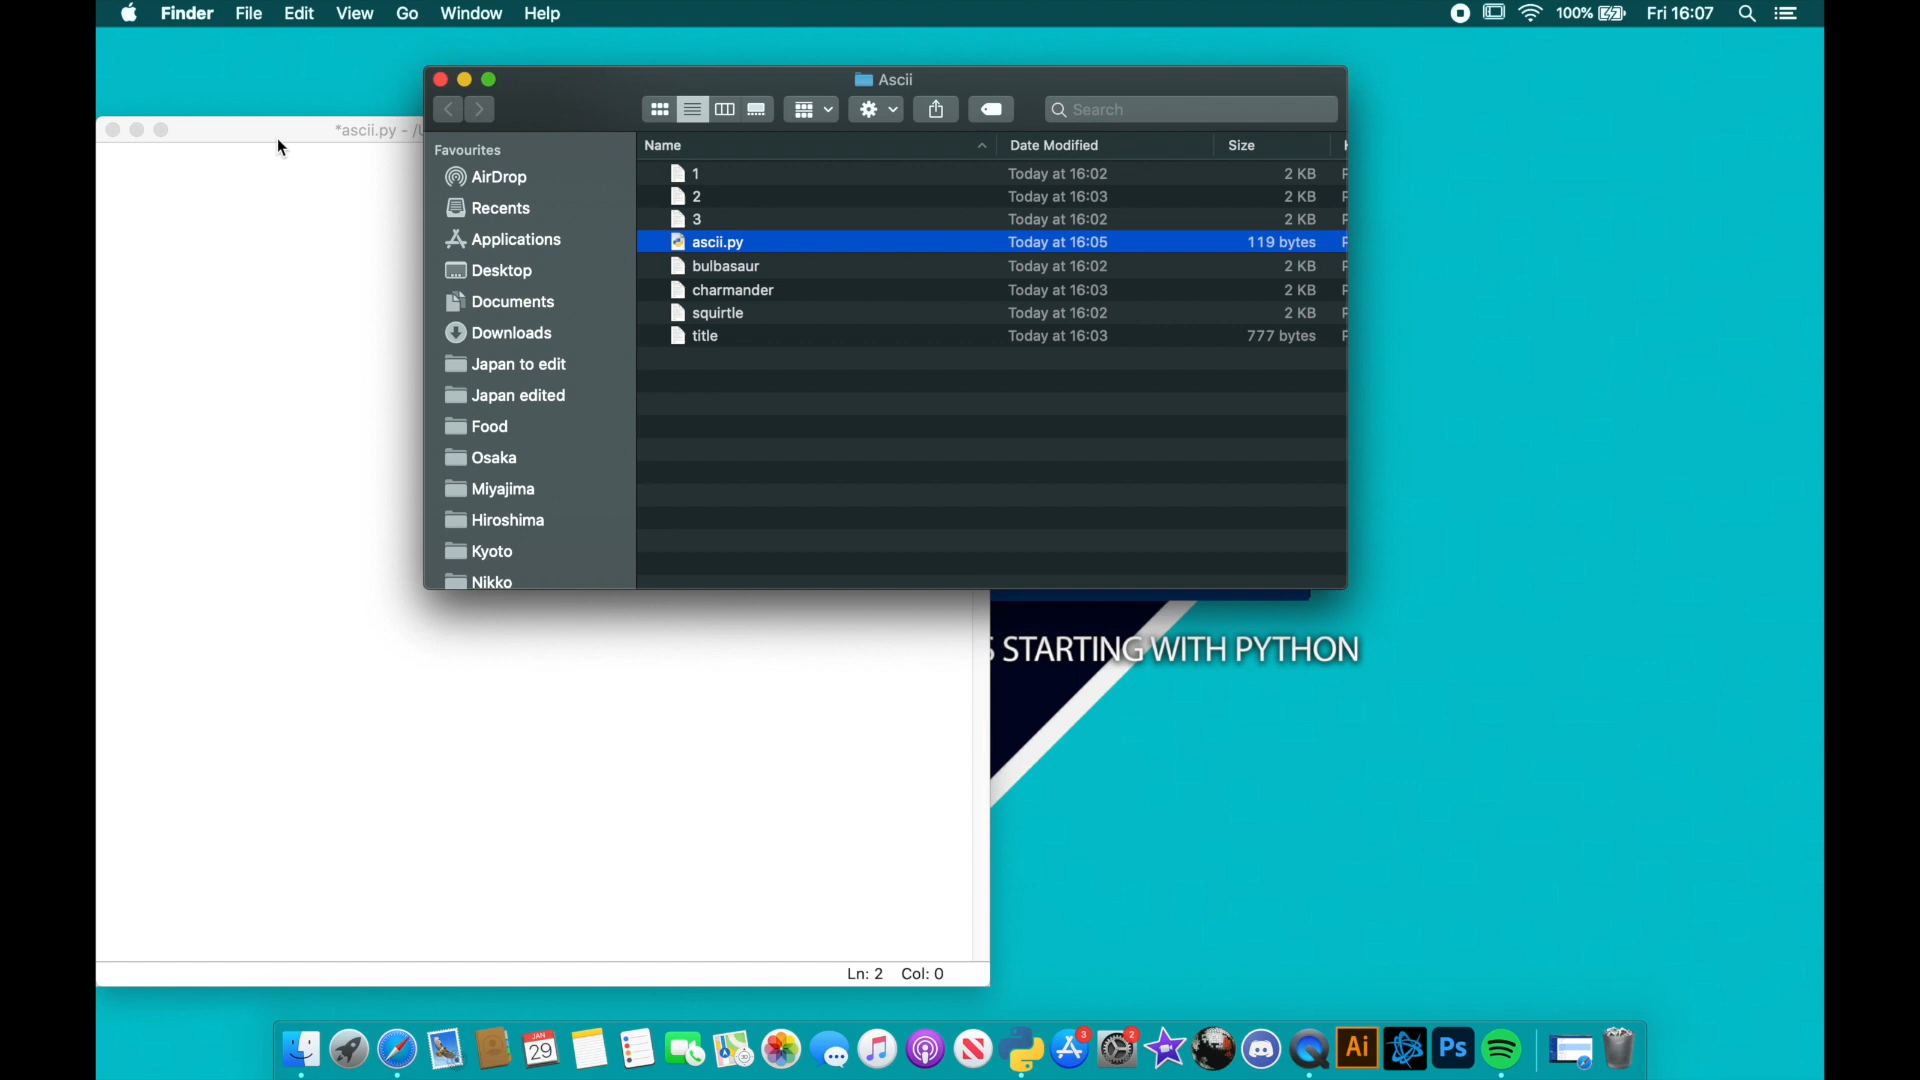 Finder File Edit View Go Window Help 100% Fri 16:07
Ascii
Search
*ascii.py - /U
Favourites
AirDrop
Recents
Applications
Desktop
Documents
Downloads
Japan to edit
Japan edited
Food
Osaka
Miyajima
Hiroshima
Kyoto
Nikko
Name Date Modified Size
1 Today at 16:02 2 KB
2 Today at 16:03 2 KB
3 Today at 16:02 2 KB
ascii.py Today at 16:05 119 bytes
bulbasaur Today at 16:02 2 KB
charmander Today at 16:03 2 KB
squirtle Today at 16:02 2 KB
title Today at 16:03 777 bytes
STARTING WITH PYTHON
Ln: 2 Col: 0
JAN
29
3
2
Ai
Ps